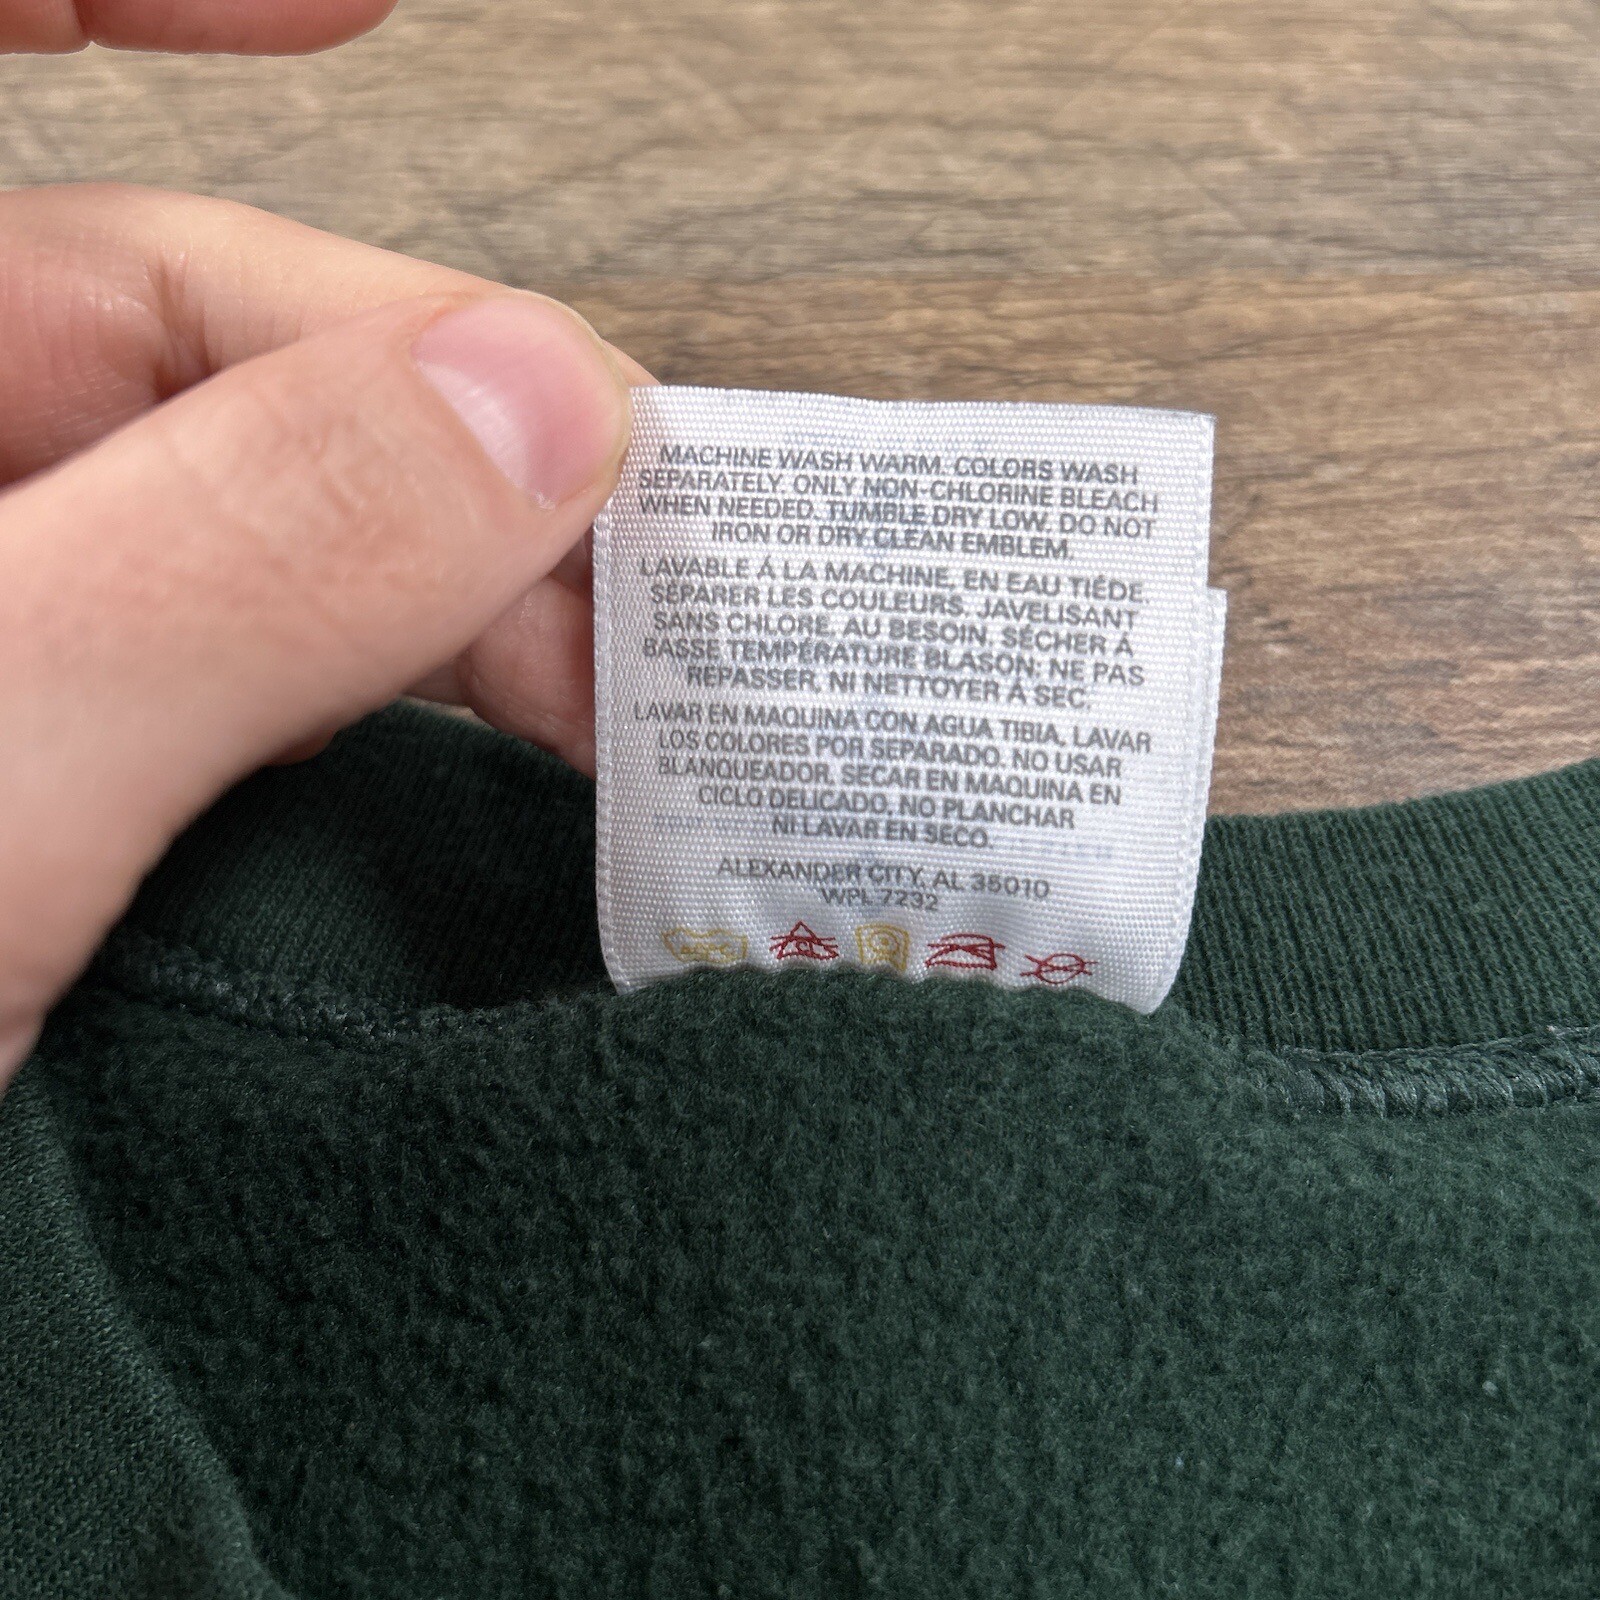 MACHINE WASH WARM. COLORS WASH
SEPARATELY. ONLY NON-CHLORINE BLEACH
WHEN NEEDED. TUMBLE DRY LOW. DO NOT
IRON OR DRY CLEAN EMBLEM.
LAVABLE Á LA MACHINE, EN EAU TIÉDE.
SÉPARER LES COULEURS. JAVELISANT
SANS CHLORE, AU BESOIN, SÉCHER Á
BASSE TEMPÉRATURE BLASON; NE PAS
REPASSER, NI NETTOYER Á SEC.
LAVAR EN MAQUINA CON AGUA TIBIA, LAVAR
LOS COLORES POR SEPARADO. NO USAR
BLANQUEADOR, SECAR EN MAQUINA EN
CICLO DELICADO, NO PLANCHAR
NI LAVAR EN SECO.
ALEXANDER CITY, AL 35010
WPL 7232
CL